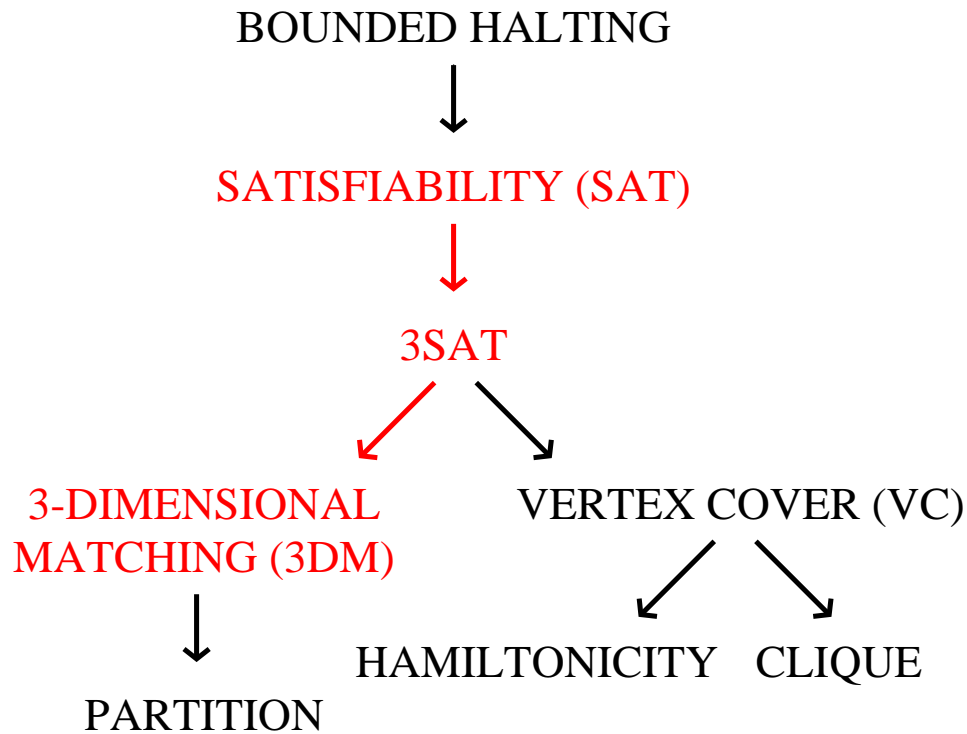 BOUNDED HALTING
SATISFIABILITY (SAT)
3SAT
3-DIMENSIONAL
MATCHING (3DM)
VERTEX COVER (VC)
HAMILTONICITY
CLIQUE
PARTITION